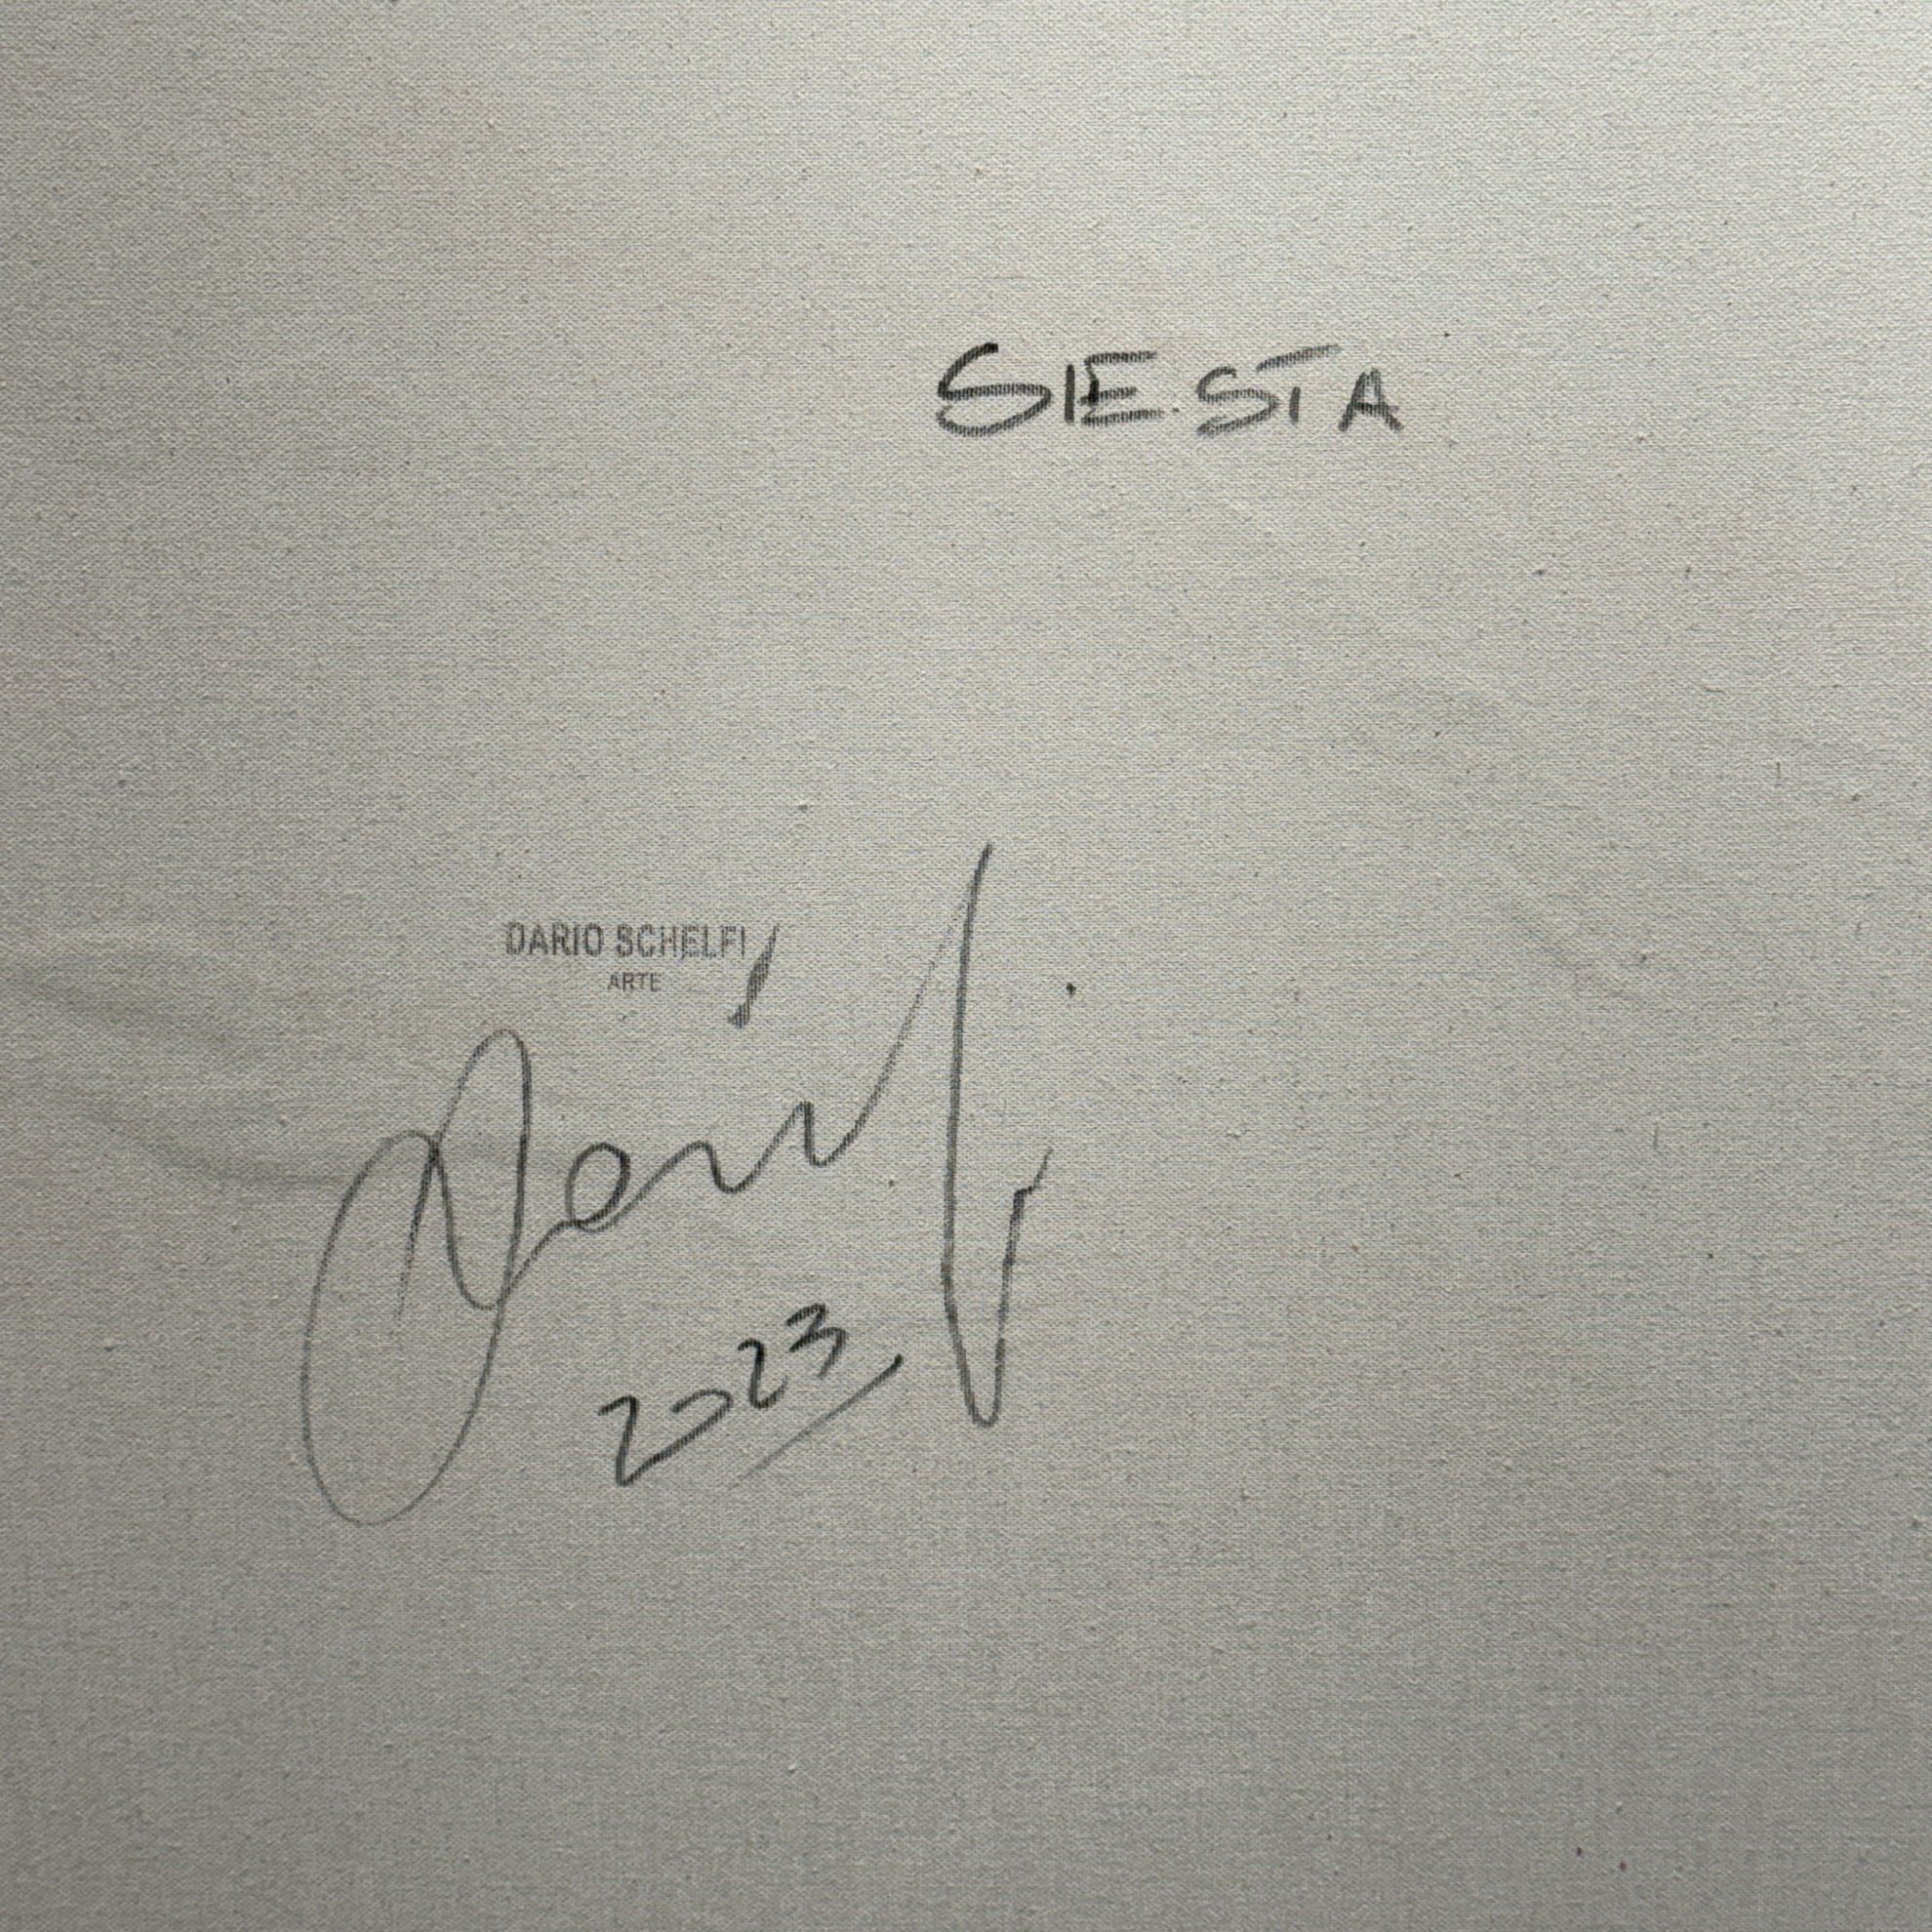 SIESTA
DARIO SCHELFI
ARTE
2023